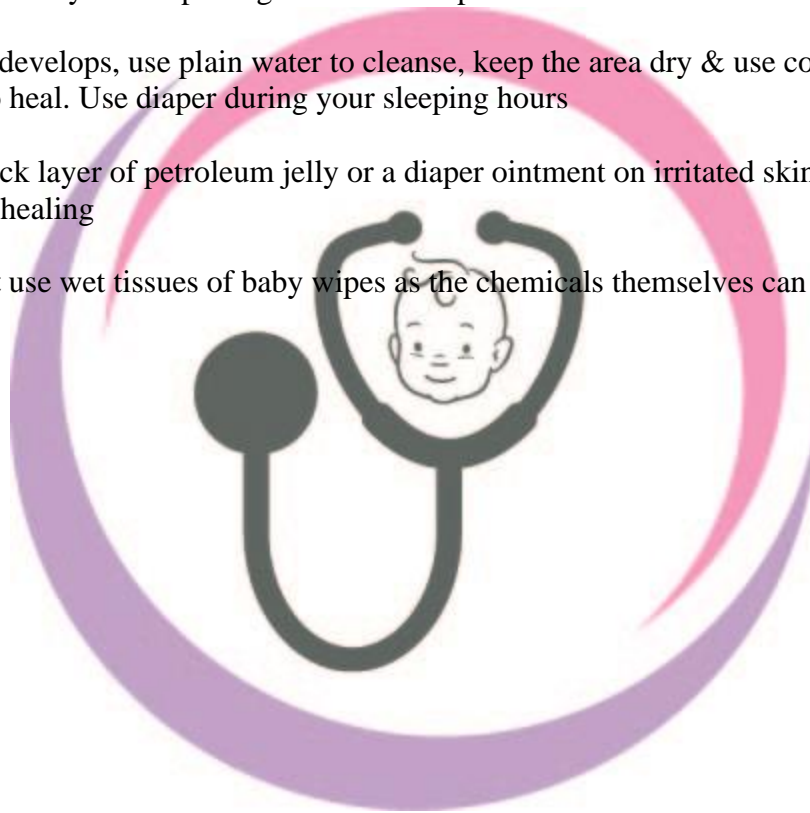 develops, use plain water to cleanse, keep the area dry & use co
heal. Use diaper during your sleeping hours
ck layer of petroleum jelly or a diaper ointment on irritated skin
healing
use wet tissues of baby wipes as the chemicals themselves can